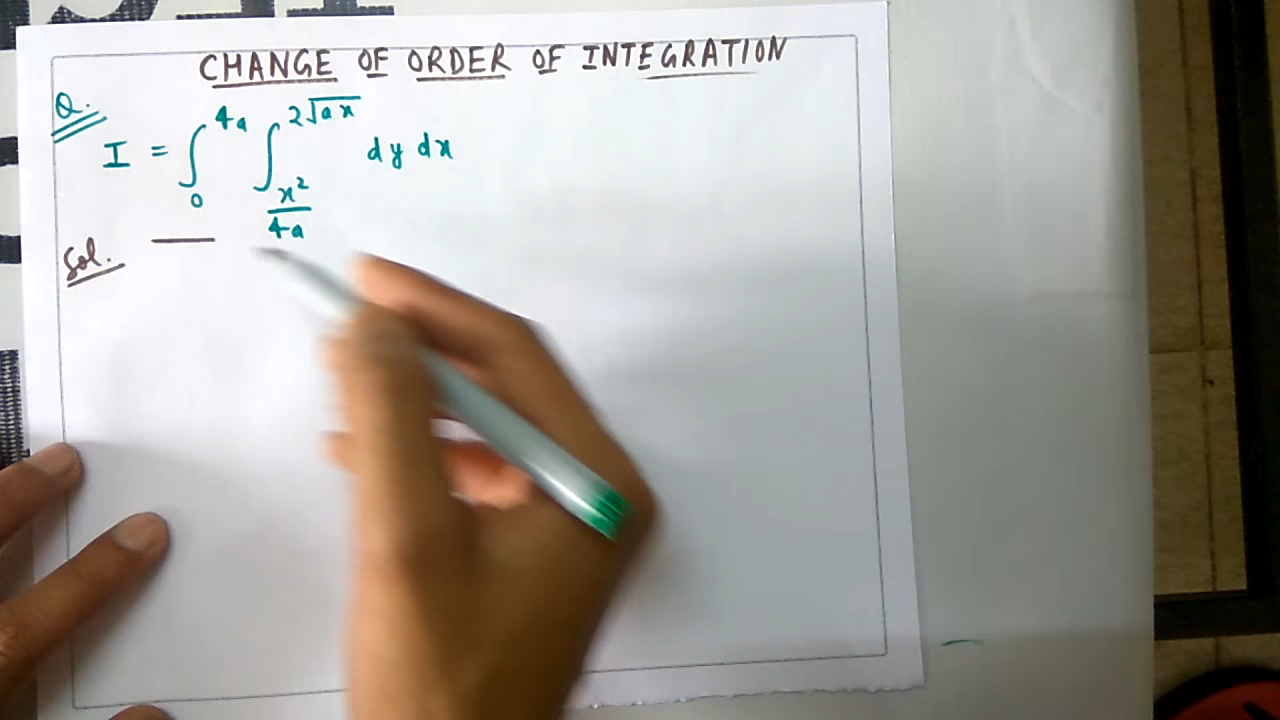 CHANGE OF ORDER OF INTEGRATION
Q.
I = ∫₀^{4a} ∫_{x²/4a}^{2√(ax)} dy dx
Sol.